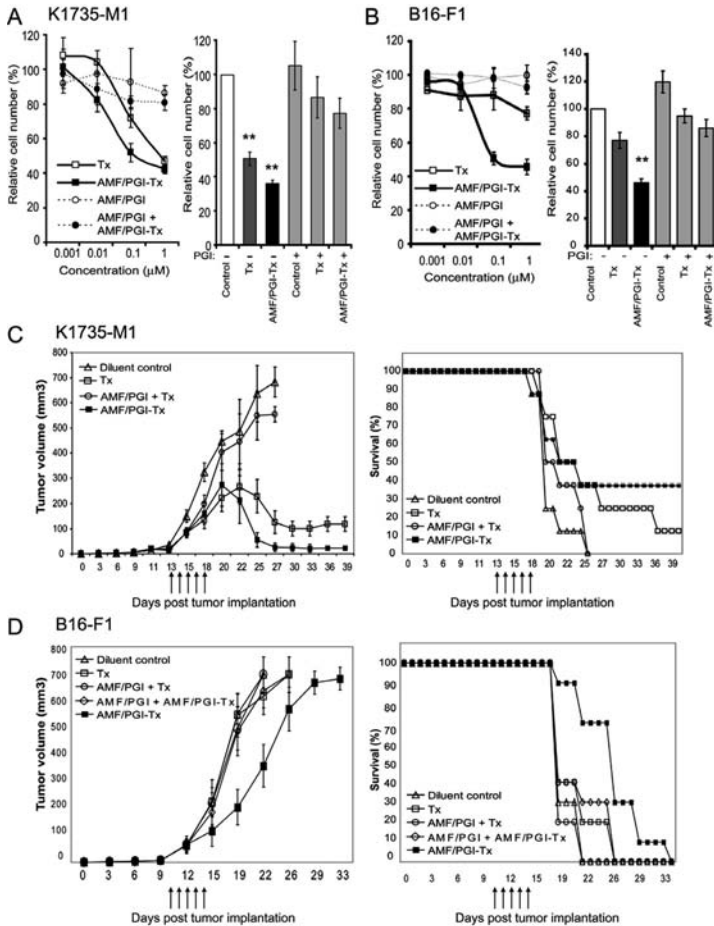 A K1735-M1
Relative cell number (%)
120
100
80
60
40
20
0
0.001
0.01
0.1
1
Concentration (µM)
Tx
AMF/PGI-Tx
AMF/PGI
AMF/PGI +
AMF/PGI-Tx
Relative cell number (%)
120
100
80
60
40
20
0
**
**
PGI: - - - + + +
Control
Tx
AMF/PGI-Tx
Control
Tx
AMF/PGI-Tx
B B16-F1
Relative cell number (%)
120
100
80
60
40
20
0
0.001
0.01
0.1
1
Concentration (µM)
Tx
AMF/PGI-Tx
AMF/PGI
AMF/PGI +
AMF/PGI-Tx
Relative cell number (%)
140
120
100
80
60
40
20
0
**
PGI: - - - + + +
Control
Tx
AMF/PGI-Tx
Control
Tx
AMF/PGI-Tx
K1735-M1
C
Tumor volume (mm3)
800
700
600
500
400
300
200
100
0
Diluent control
Tx
AMF/PGI + Tx
AMF/PGI-Tx
0 3 6 9 11 13 15 18 20 22 25 27 30 33 36 39
Days post tumor implantation
Survival (%)
100
90
80
70
60
50
40
30
20
10
0
Diluent control
Tx
AMF/PGI + Tx
AMF/PGI-Tx
0 3 6 9 11 13 15 18 20 22 25 27 30 33 36 39
Days post tumor implantation
D B16-F1
Tumor volume (mm3)
800
700
600
500
400
300
200
100
0
Diluent control
Tx
AMF/PGI + Tx
AMF/PGI + AMF/PGI-Tx
AMF/PGI-Tx
0 3 6 9 12 15 19 22 26 29 33
Days post tumor implantation
Survival (%)
100
90
80
70
60
50
40
30
20
10
0
Diluent control
Tx
AMF/PGI + Tx
AMF/PGI + AMF/PGI-Tx
AMF/PGI-Tx
0 3 6 9 12 15 19 22 26 29 33
Days post tumor implantation